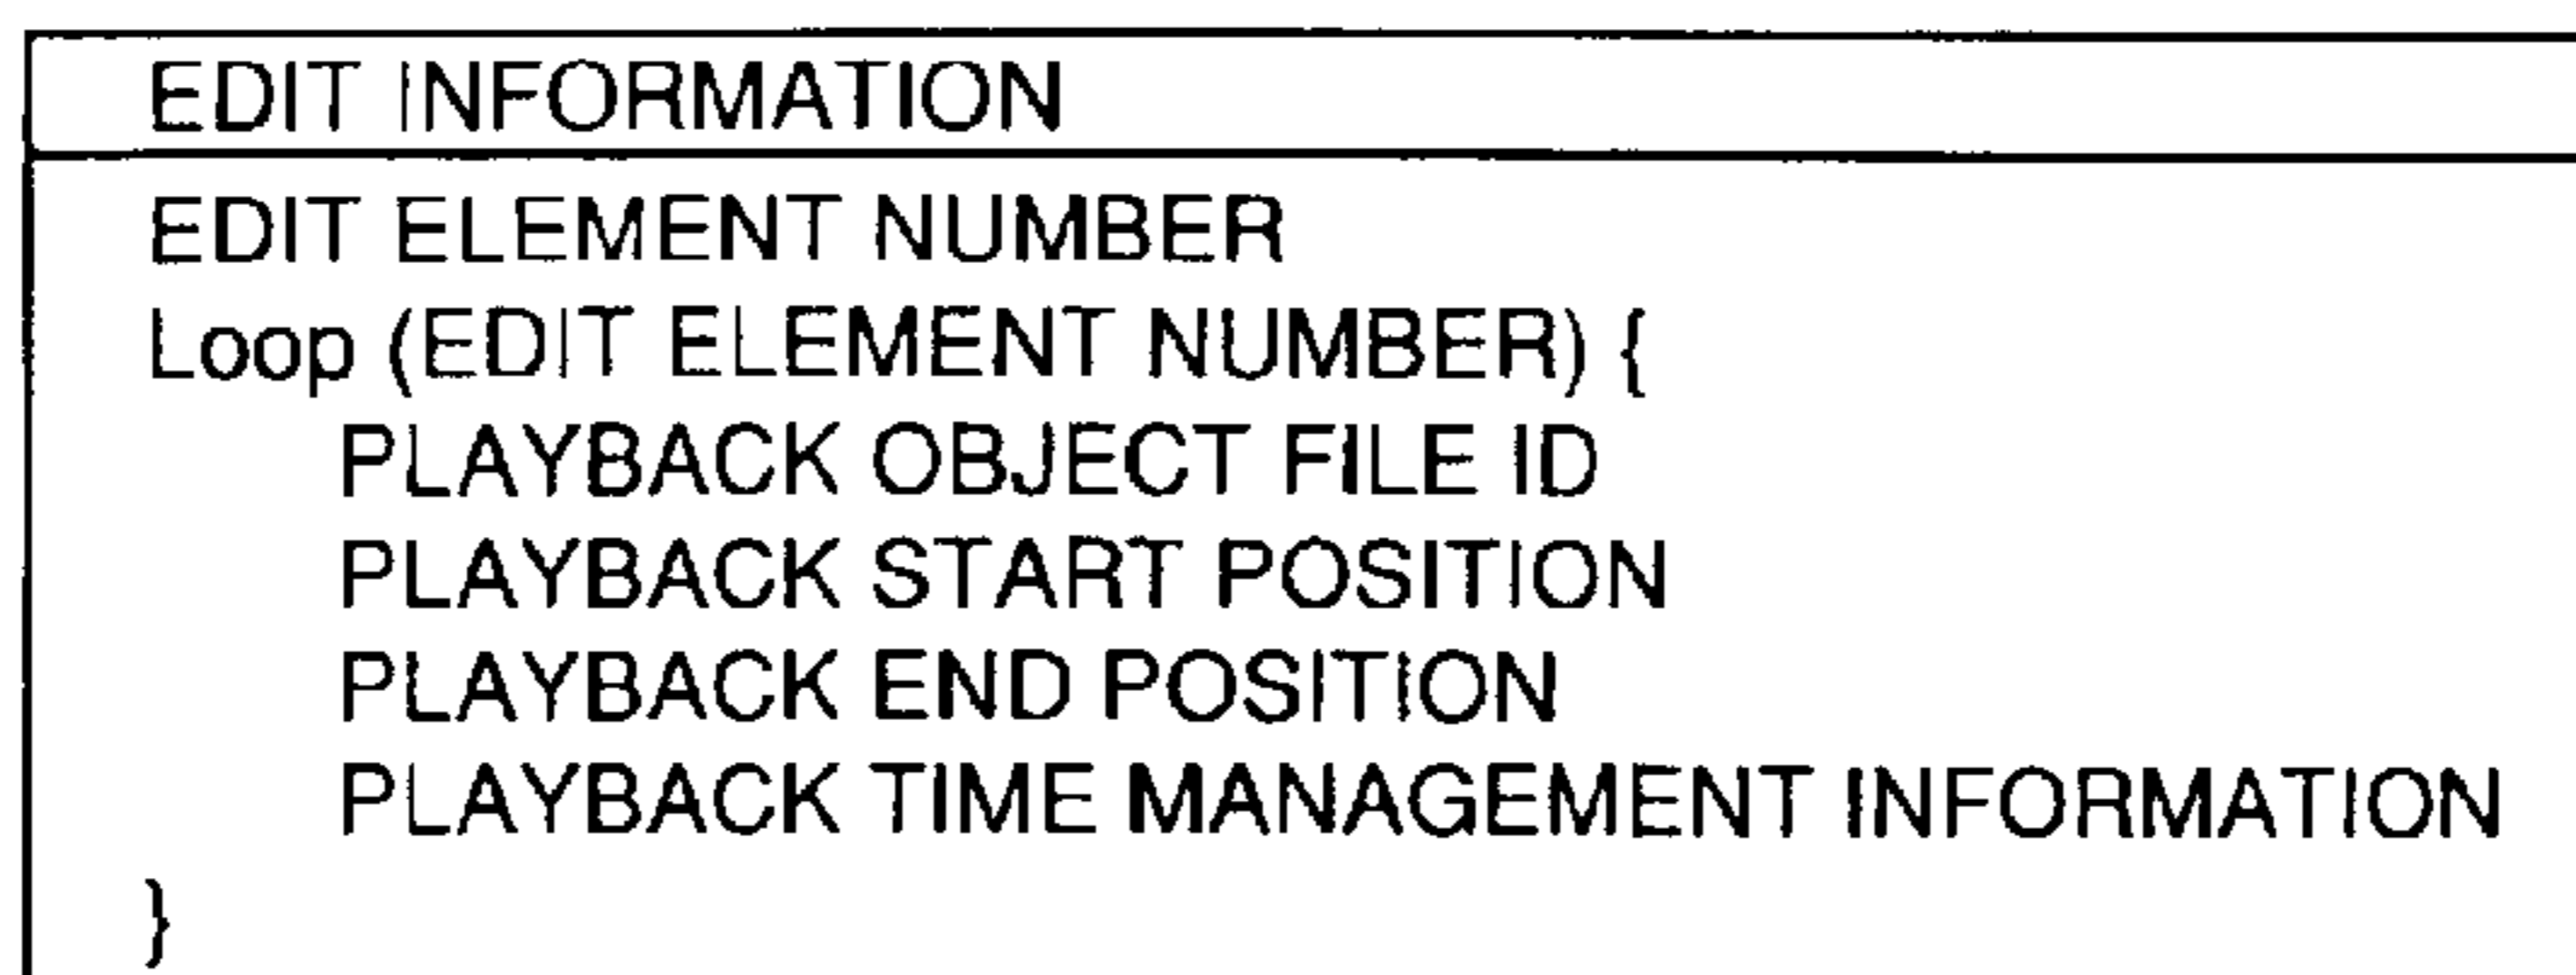 EDIT INFORMATION
EDIT ELEMENT NUMBER
Loop (EDIT ELEMENT NUMBER) {
PLAYBACK OBJECT FILE ID
PLAYBACK START POSITION
PLAYBACK END POSITION
PLAYBACK TIME MANAGEMENT INFORMATION
}